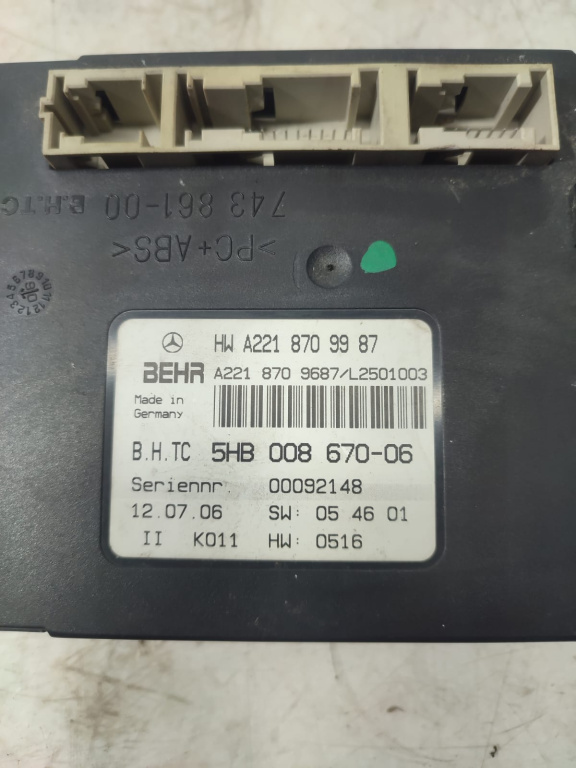 743 861-00 B.H.TC
>PC+ABS<
HW A221 870 99 87
BEHR A221 870 9687/L2501003
Made in
Germany
B.H.TC 5HB 008 670-06
Seriennr. 00092148
12.07.06 SW: 05 46 01
II K011 HW: 0516